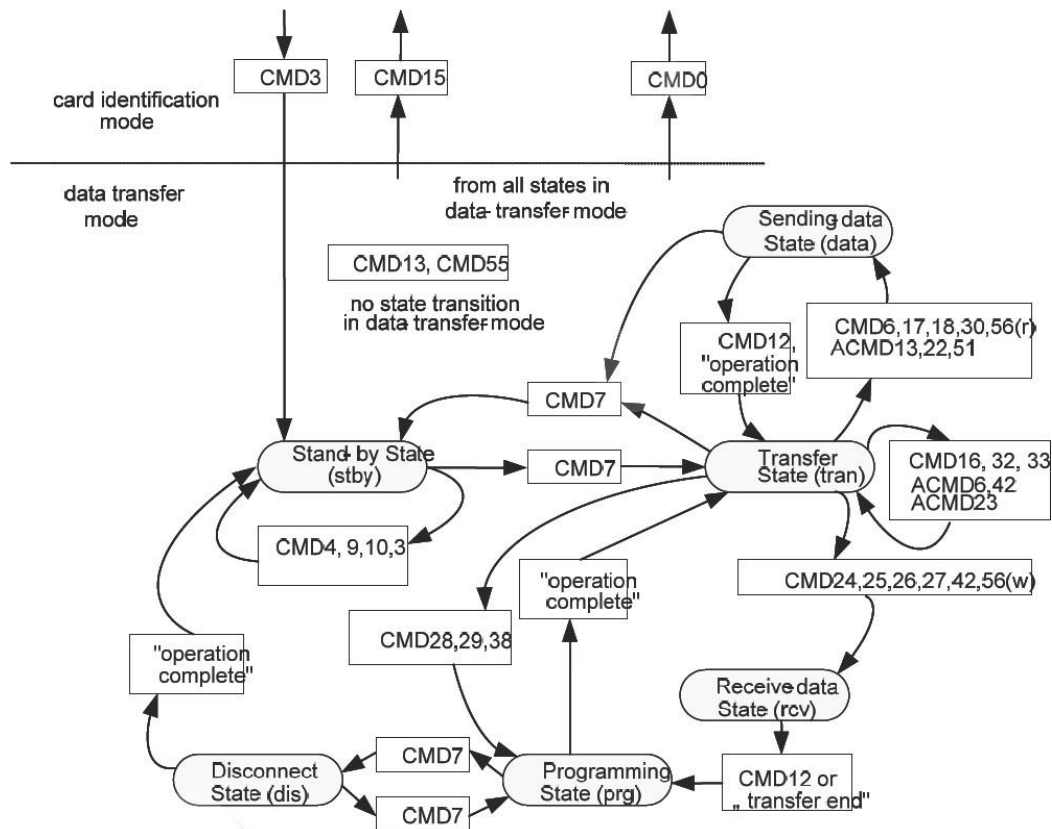 CMD3
CMD15
CMD0
card identification
mode
data transfer
mode
from all states in
data-transfer mode
Sending-data
State (data)
CMD13, CMD55
no state transition
in data transfer mode
CMD12,
"operation
complete"
CMD6,17,18,30,56(r)
ACMD13,22,51
CMD7
Stand-by State
(stby)
CMD7
Transfer
State (tran)
CMD16, 32, 33
ACMD6,42
ACMD23
CMD4, 9,10,3
"operation
complete"
CMD24,25,26,27,42,56(w)
CMD28,29,38
"operation
complete"
Receive-data
State (rcv)
Disconnect
State (dis)
CMD7
CMD7
Programming
State (prg)
CMD12 or
„ transfer end"